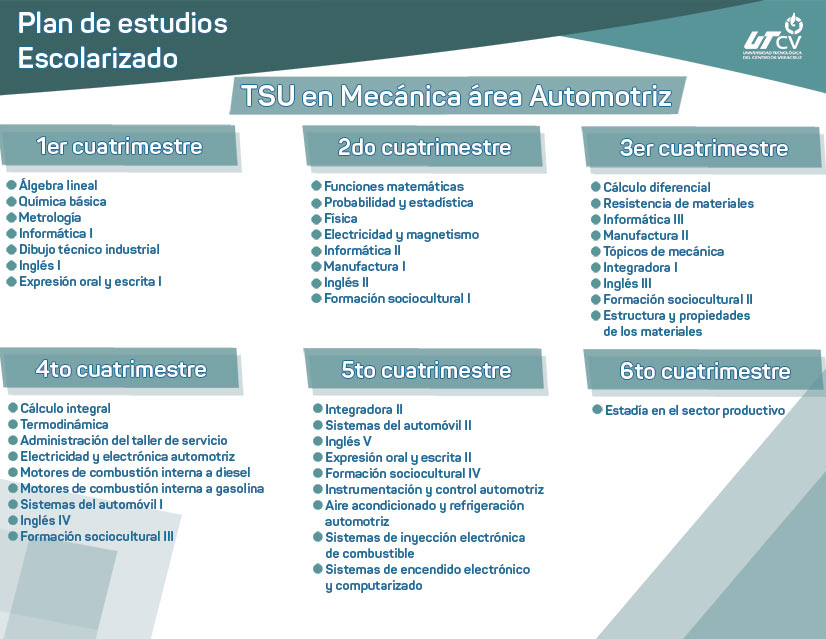 Plan de estudios
Escolarizado
UTCV
UNIVERSIDAD TECNOLÓGICA
DEL CENTRO DE VERACRUZ
TSU en Mecánica área Automotriz
1er cuatrimestre
Álgebra lineal
Química básica
Metrología
Informática I
Dibujo técnico industrial
Inglés I
Expresión oral y escrita I
2do cuatrimestre
Funciones matemáticas
Probabilidad y estadística
Física
Electricidad y magnetismo
Informática II
Manufactura I
Inglés II
Formación sociocultural I
3er cuatrimestre
Cálculo diferencial
Resistencia de materiales
Informática III
Manufactura II
Tópicos de mecánica
Integradora I
Inglés III
Formación sociocultural II
Estructura y propiedades
de los materiales
4to cuatrimestre
Cálculo integral
Termodinámica
Administración del taller de servicio
Electricidad y electrónica automotriz
Motores de combustión interna a diesel
Motores de combustión interna a gasolina
Sistemas del automóvil I
Inglés IV
Formación sociocultural III
5to cuatrimestre
Integradora II
Sistemas del automóvil II
Inglés V
Expresión oral y escrita II
Formación sociocultural IV
Instrumentación y control automotriz
Aire acondicionado y refrigeración
automotriz
Sistemas de inyección electrónica
de combustible
Sistemas de encendido electrónico
y computarizado
6to cuatrimestre
Estadía en el sector productivo